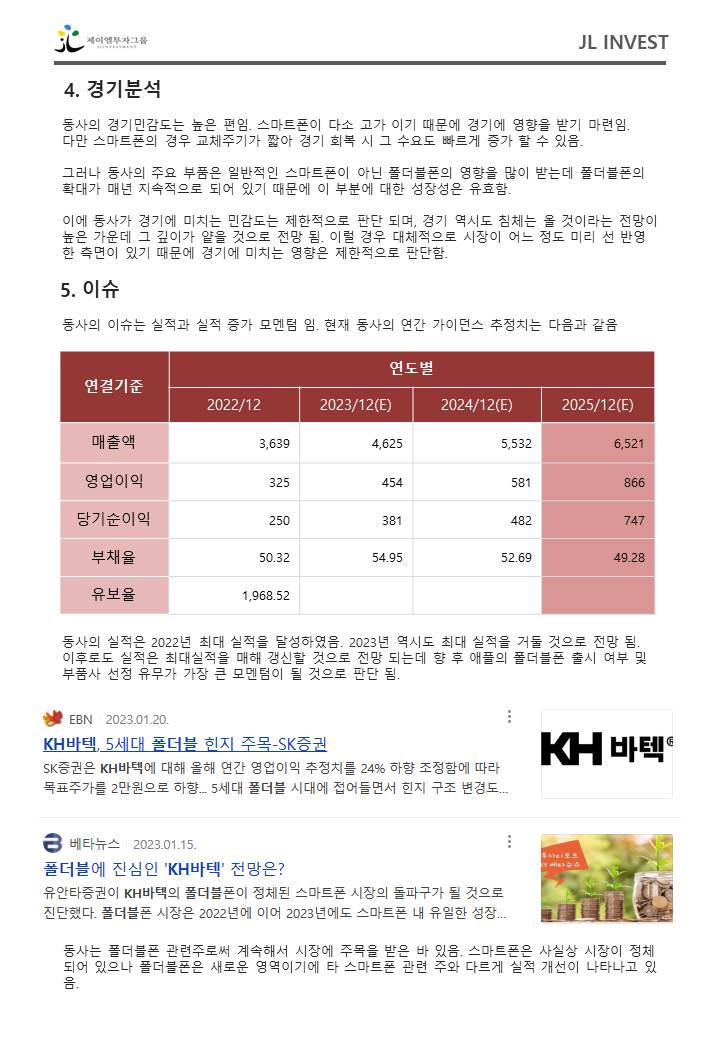 제이엘투자그룹
JLINVESTMENT
JL INVEST
4. 경기분석
동사의 경기민감도는 높은 편임. 스마트폰이 다소 고가 이기 때문에 경기에 영향을 받기 마련임.
다만 스마트폰의 경우 교체주기가 짧아 경기 회복 시 그 수요도 빠르게 증가 할 수 있음.
그러나 동사의 주요 부품은 일반적인 스마트폰이 아닌 폴더블폰의 영향을 많이 받는데 폴더블폰의
확대가 매년 지속적으로 되어 있기 때문에 이 부분에 대한 성장성은 유효함.
이에 동사가 경기에 미치는 민감도는 제한적으로 판단 되며, 경기 역시도 침체는 올 것이라는 전망이
높은 가운데 그 깊이가 얕을 것으로 전망 됨. 이럴 경우 대체적으로 시장이 어느 정도 미리 선 반영
한 측면이 있기 때문에 경기에 미치는 영향은 제한적으로 판단함.
5. 이슈
동사의 이슈는 실적과 실적 증가 모멘텀 임. 현재 동사의 연간 가이던스 추정치는 다음과 같음
연결기준 연도별
2022/12 2023/12(E) 2024/12(E) 2025/12(E)
매출액 3,639 4,625 5,532 6,521
영업이익 325 454 581 866
당기순이익 250 381 482 747
부채율 50.32 54.95 52.69 49.28
유보율 1,968.52
동사의 실적은 2022년 최대 실적을 달성하였음. 2023년 역시도 최대 실적을 거둘 것으로 전망 됨.
이후로도 실적은 최대실적을 매해 갱신할 것으로 전망 되는데 향 후 애플의 폴더블폰 출시 여부 및
부품사 선정 유무가 가장 큰 모멘텀이 될 것으로 판단 됨.
EBN 2023.01.20.
KH바텍, 5세대 폴더블 힌지 주목-SK증권
SK증권은 KH바텍에 대해 올해 연간 영업이익 추정치를 24% 하향 조정함에 따라
목표주가를 2만원으로 하향... 5세대 폴더블 시대에 접어들면서 힌지 구조 변경도...
KH 바텍®
베타뉴스 2023.01.15.
폴더블에 진심인 'KH바텍' 전망은?
유안타증권이 KH바텍의 폴더블폰이 정체된 스마트폰 시장의 돌파구가 될 것으로
진단했다. 폴더블폰 시장은 2022년에 이어 2023년에도 스마트폰 내 유일한 성장...
투자리포트
BY 베타뉴스
동사는 폴더블폰 관련주로써 계속해서 시장에 주목을 받은 바 있음. 스마트폰은 사실상 시장이 정체
되어 있으나 폴더블폰은 새로운 영역이기에 타 스마트폰 관련 주와 다르게 실적 개선이 나타나고 있
음.